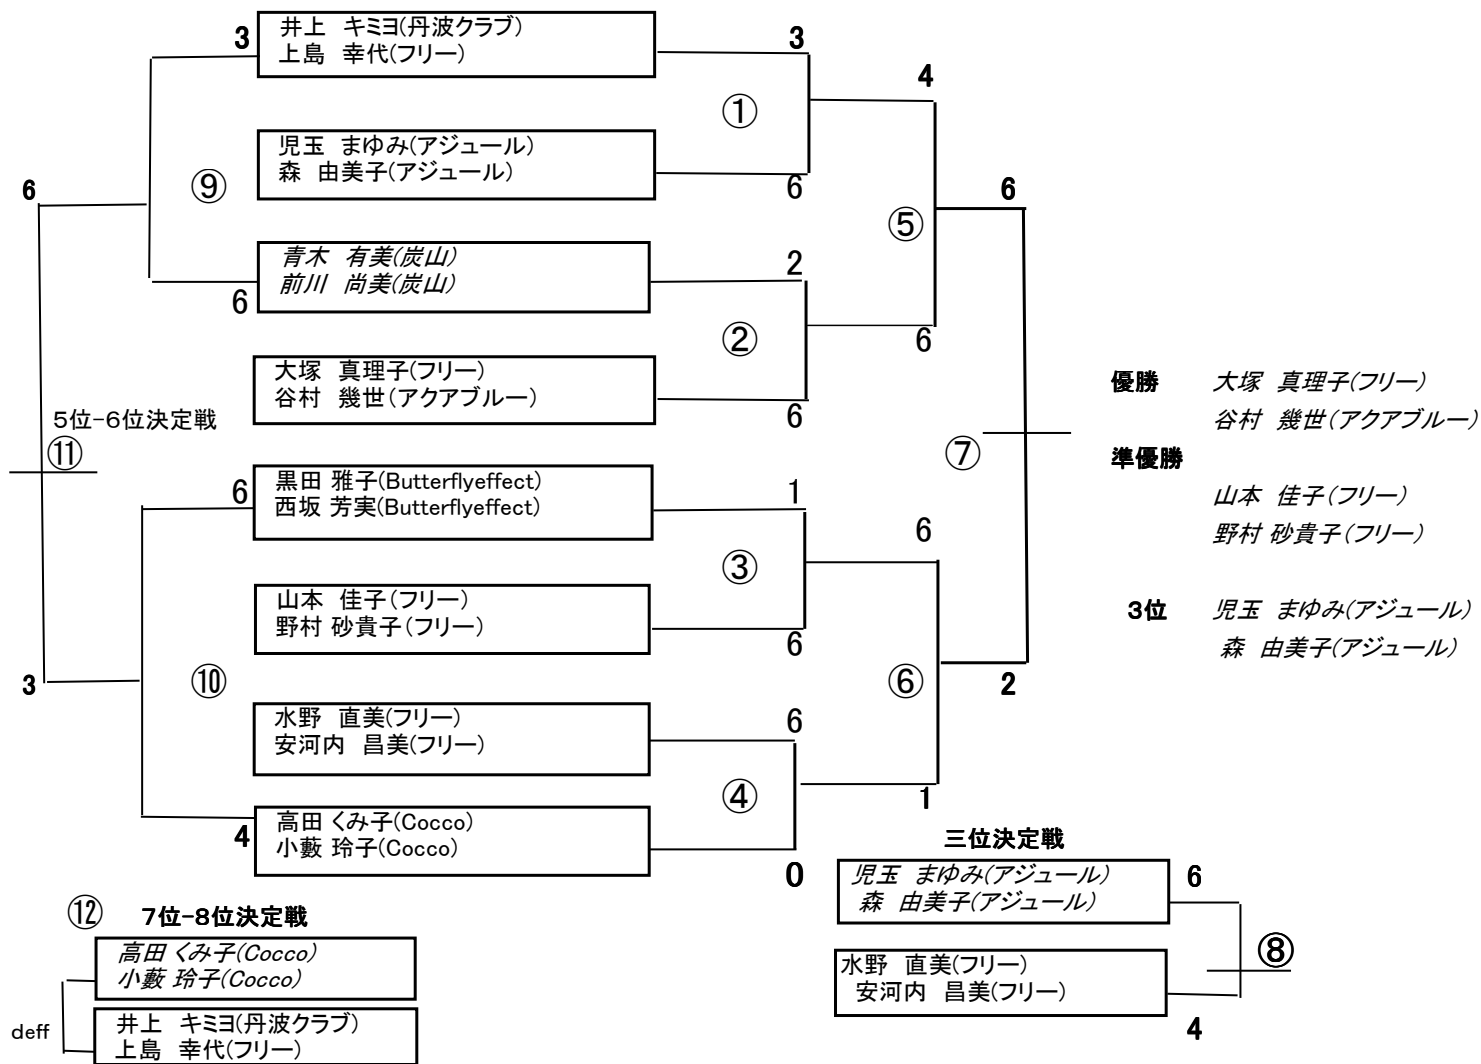 井上　キミヨ(丹波クラブ)
上島　幸代(フリー)
3
3
4
①
児玉　まゆみ(アジュール)
森　由美子(アジュール)
⑨
6
6
6
⑤
青木　有美(炭山)
前川　尚美(炭山)
2
6
②
6
大塚　真理子(フリー)
谷村　幾世(アクアブルー)
6
5位-6位決定戦
⑪
⑦
優勝　大塚　真理子(フリー)
谷村　幾世(アクアブルー)
準優勝
山本　佳子(フリー)
野村 砂貴子(フリー)
3位　児玉　まゆみ(アジュール)
森　由美子(アジュール)
6
黒田 雅子(Butterflyeffect)
西坂 芳実(Butterflyeffect)
1
6
③
山本　佳子(フリー)
野村 砂貴子(フリー)
6
3
⑩
⑥
2
水野　直美(フリー)
安河内　昌美(フリー)
6
④
1
4
高田 くみ子(Cocco)
小藪 玲子(Cocco)
0
三位決定戦
児玉　まゆみ(アジュール)
森　由美子(アジュール)
6
⑧
水野　直美(フリー)
安河内　昌美(フリー)
4
⑫　7位-8位決定戦
高田 くみ子(Cocco)
小藪 玲子(Cocco)
deff
井上　キミヨ(丹波クラブ)
上島　幸代(フリー)